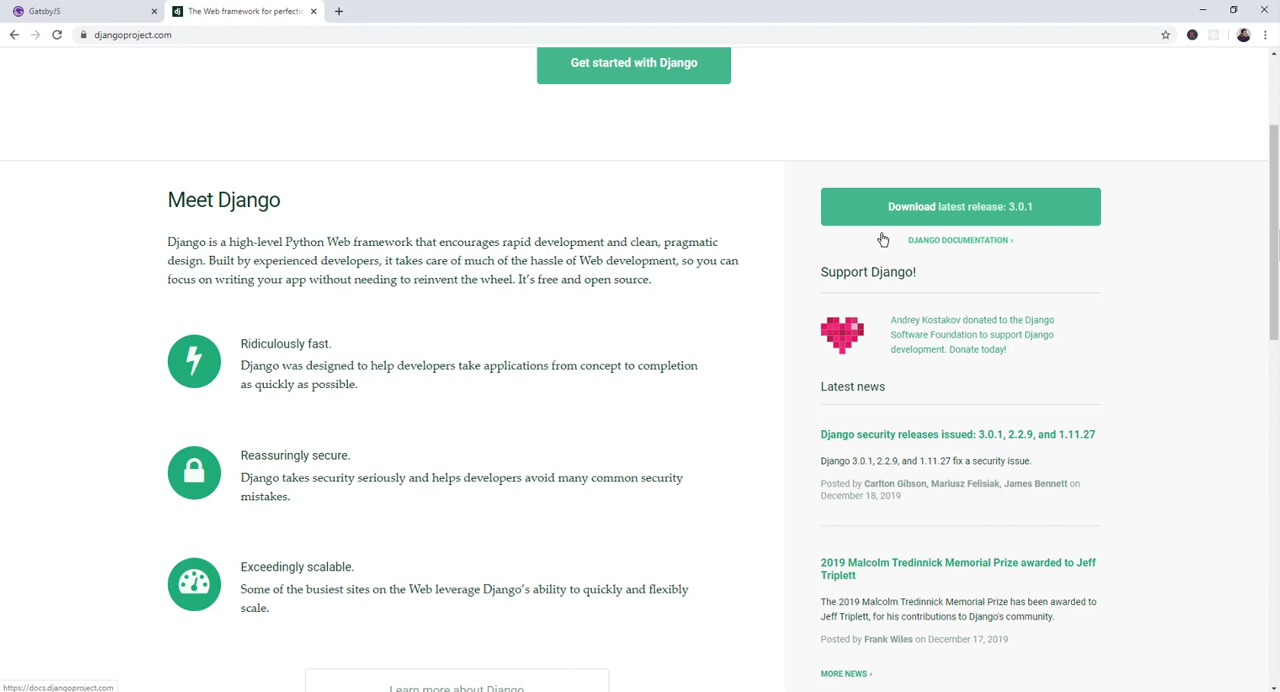 GatsbyJS
The Web framework for perfectio
djangoproject.com
Get started with Django
Meet Django
Django is a high-level Python Web framework that encourages rapid development and clean, pragmatic
design. Built by experienced developers, it takes care of much of the hassle of Web development, so you can
focus on writing your app without needing to reinvent the wheel. It's free and open source.
Ridiculously fast.
Django was designed to help developers take applications from concept to completion
as quickly as possible.
Reassuringly secure.
Django takes security seriously and helps developers avoid many common security
mistakes.
Exceedingly scalable.
Some of the busiest sites on the Web leverage Django's ability to quickly and flexibly
scale.
Learn more about Django
Download latest release: 3.0.1
DJANGO DOCUMENTATION ›
Support Django!
Andrey Kostakov donated to the Django
Software Foundation to support Django
development. Donate today!
Latest news
Django security releases issued: 3.0.1, 2.2.9, and 1.11.27
Django 3.0.1, 2.2.9, and 1.11.27 fix a security issue.
Posted by Carlton Gibson, Mariusz Felisiak, James Bennett on
December 18, 2019
2019 Malcolm Tredinnick Memorial Prize awarded to Jeff
Triplett
The 2019 Malcolm Tredinnick Memorial Prize has been awarded to
Jeff Triplett, for his contributions to Django's community.
Posted by Frank Wiles on December 17, 2019
MORE NEWS ›
https://docs.djangoproject.com